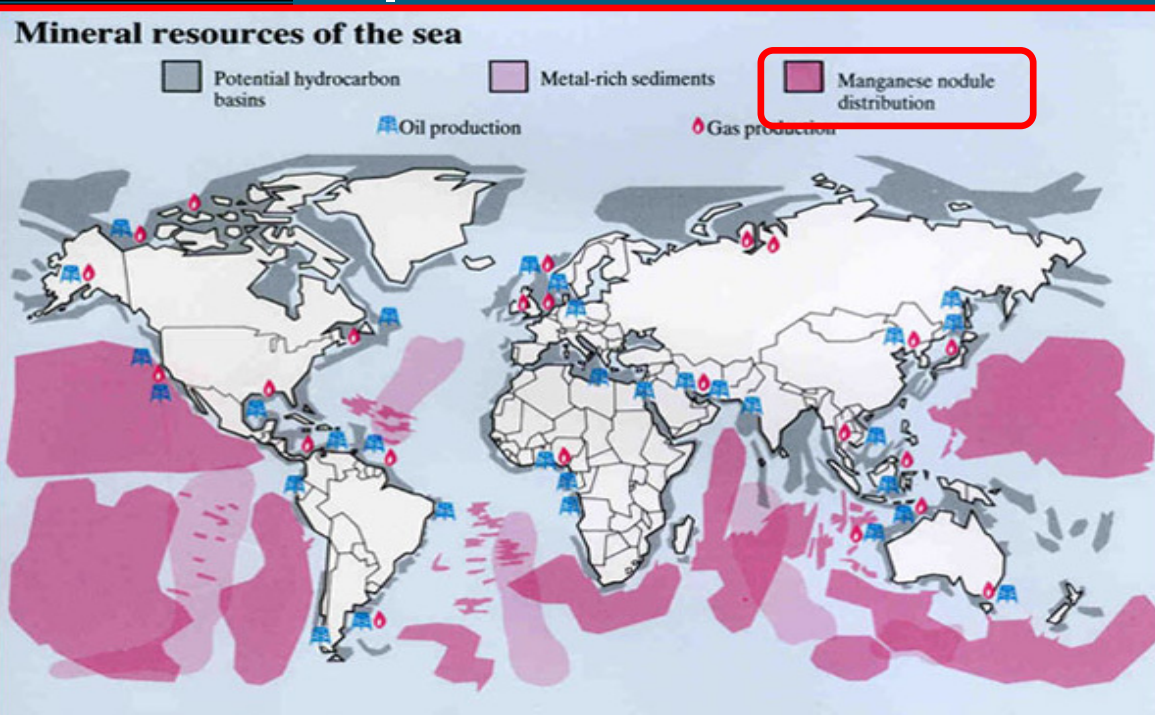 Mineral resources of the sea
Potential hydrocarbon
basins
Metal-rich sediments
Manganese nodule
distribution
Oil production
Gas production